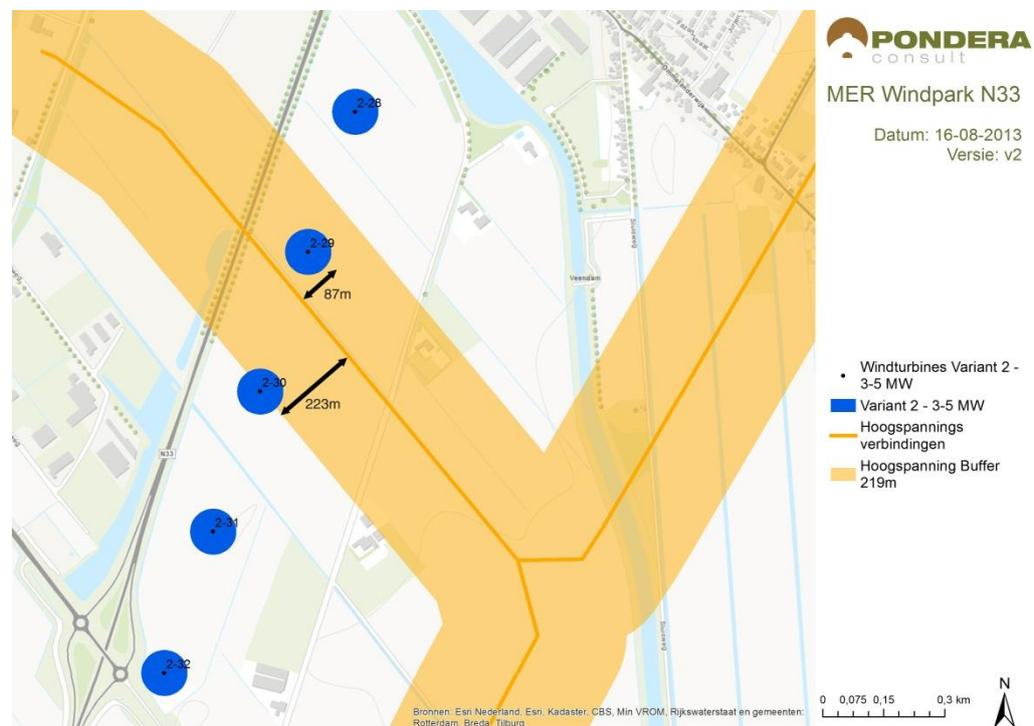 PONDERA
consult
MER Windpark N33
Datum: 16-08-2013
Versie: v2
2-28
2-29
87m
2-30
223m
2-31
2-32
N33
Veendam
Sluisweg
Sluisweg
Windturbines Variant 2 -
3-5 MW
Variant 2 - 3-5 MW
Hoogspannings
verbindingen
Hoogspanning Buffer
219m
0 0,075 0,15 0,3 km
N
Bronnen: Esri Nederland, Esri, Kadaster, CBS, Min VROM, Rijkswaterstaat en gemeenten:
Rotterdam, Breda, Tilburg